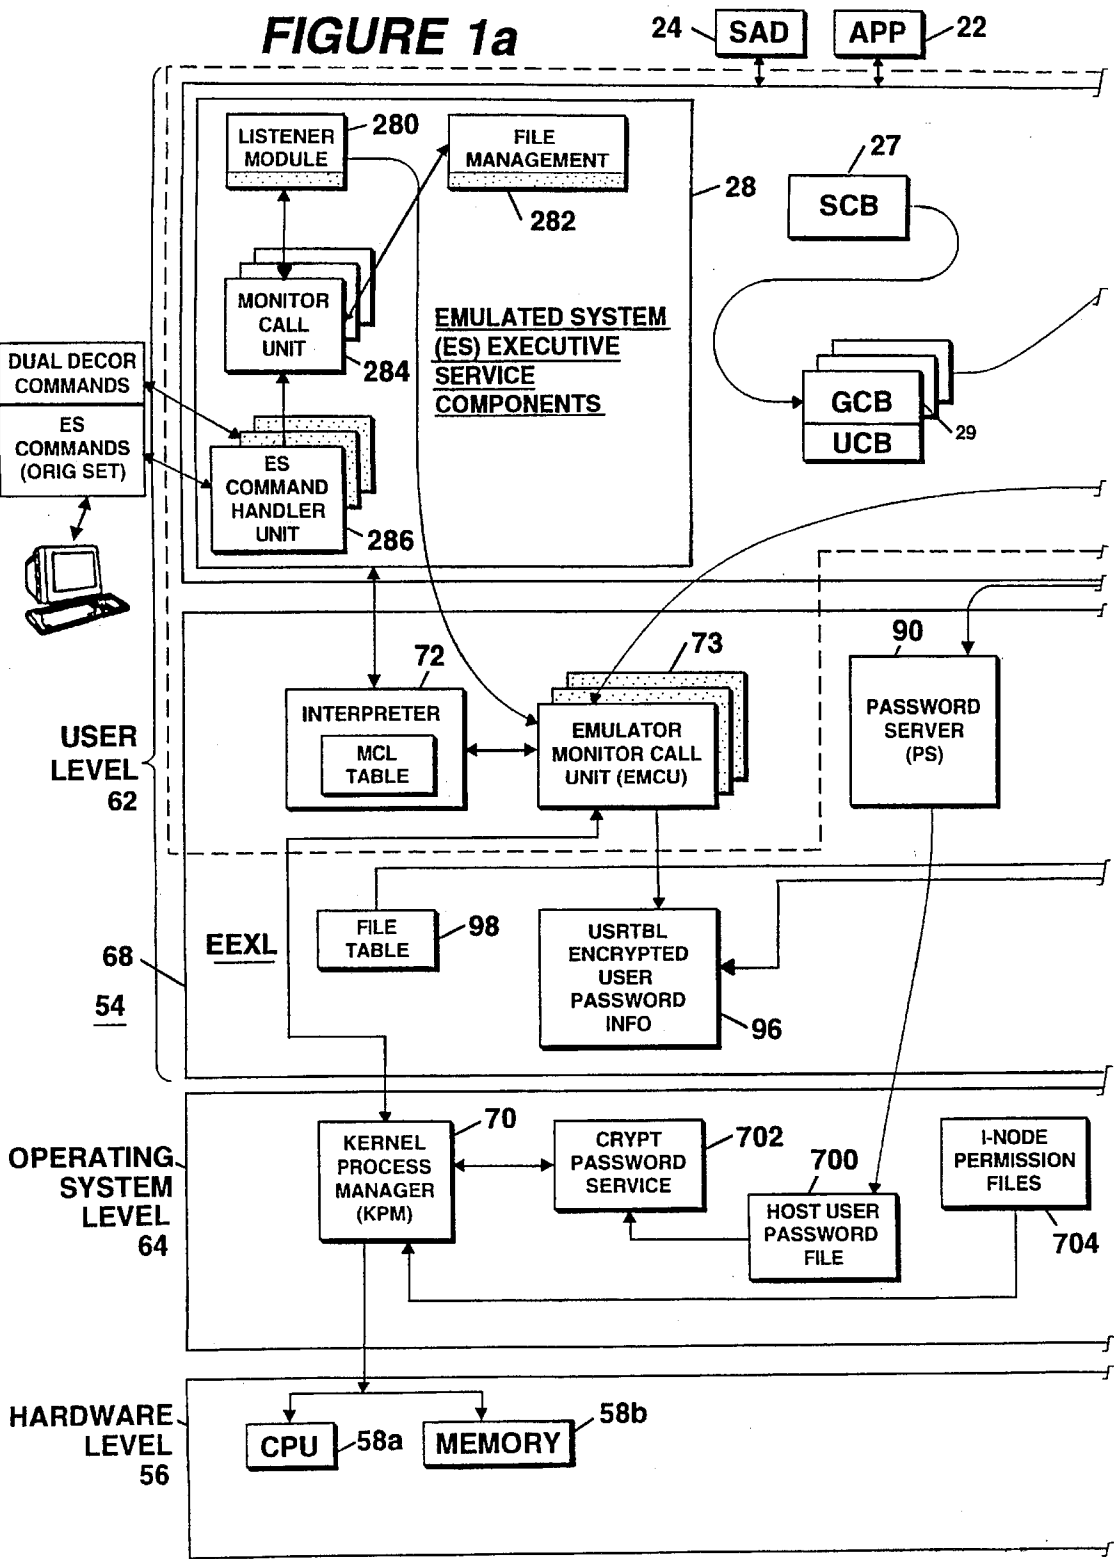 FIGURE 1a
24
SAD
APP
22
LISTENER
MODULE
280
FILE
MANAGEMENT
282
28
27
SCB
MONITOR
CALL
UNIT
284
EMULATED SYSTEM
(ES) EXECUTIVE
SERVICE
COMPONENTS
DUAL DECOR
COMMANDS
ES
COMMANDS
(ORIG SET)
GCB
UCB
29
ES
COMMAND
HANDLER
UNIT
286
USER
LEVEL
62
72
INTERPRETER
MCL
TABLE
73
EMULATOR
MONITOR CALL
UNIT (EMCU)
90
PASSWORD
SERVER
(PS)
68
54
EEXL
FILE
TABLE
98
USRTBL
ENCRYPTED
USER
PASSWORD
INFO
96
OPERATING
SYSTEM
LEVEL
64
KERNEL
PROCESS
MANAGER
(KPM)
70
CRYPT
PASSWORD
SERVICE
702
700
HOST USER
PASSWORD
FILE
I-NODE
PERMISSION
FILES
704
HARDWARE
LEVEL
56
CPU
58a
MEMORY
58b